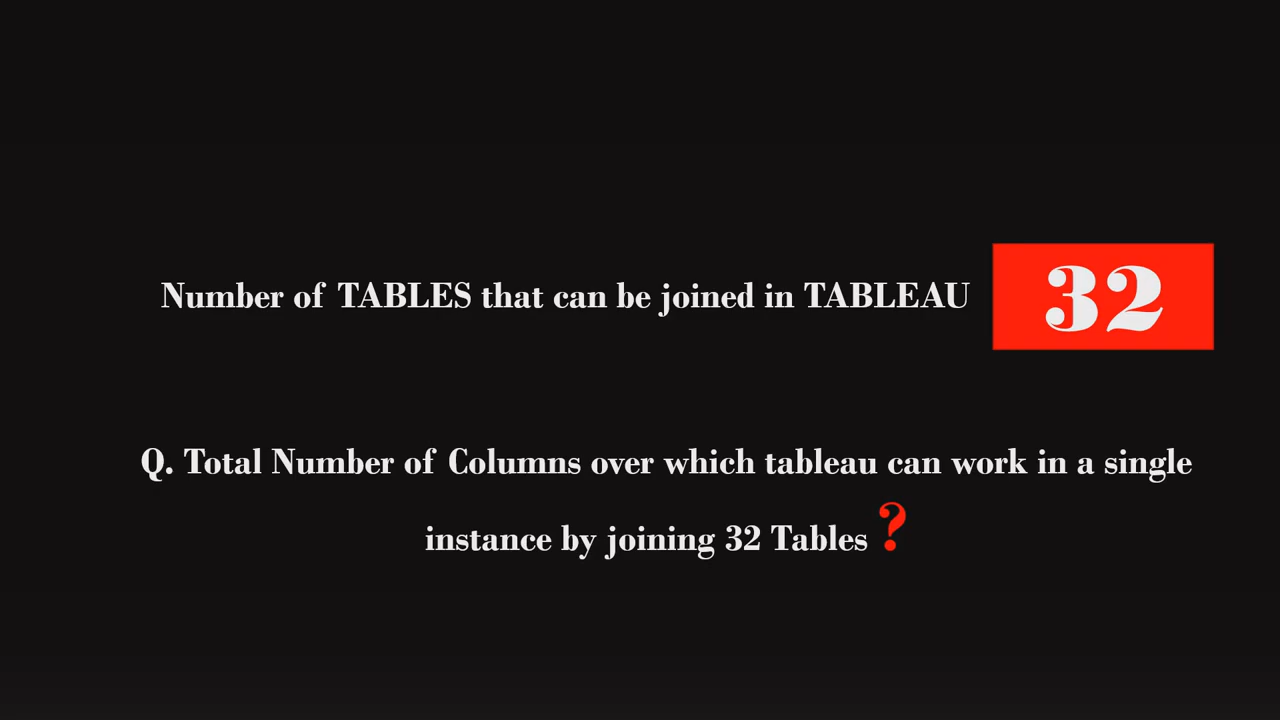 Number of TABLES that can be joined in TABLEAU 32
Q. Total Number of Columns over which tableau can work in a single
instance by joining 32 Tables ?